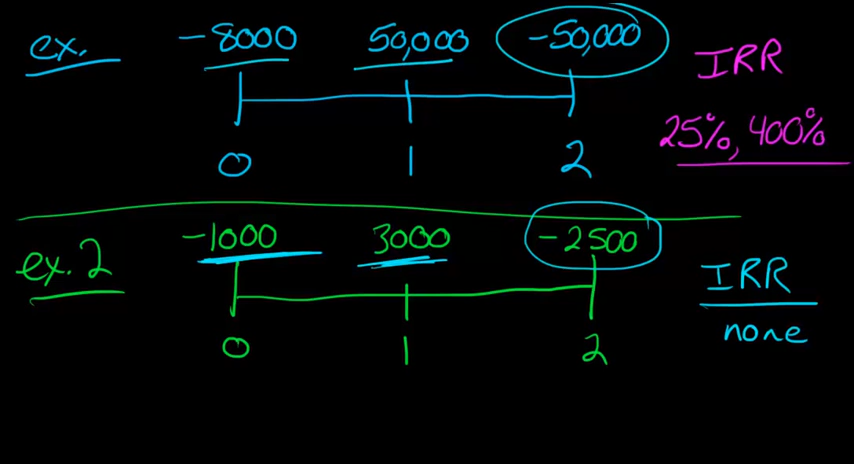 ex. -8000 50,000 -50,000 IRR
25%, 400%
0 1 2
ex. 2 -1000 3000 -2500 IRR
none
0 1 2